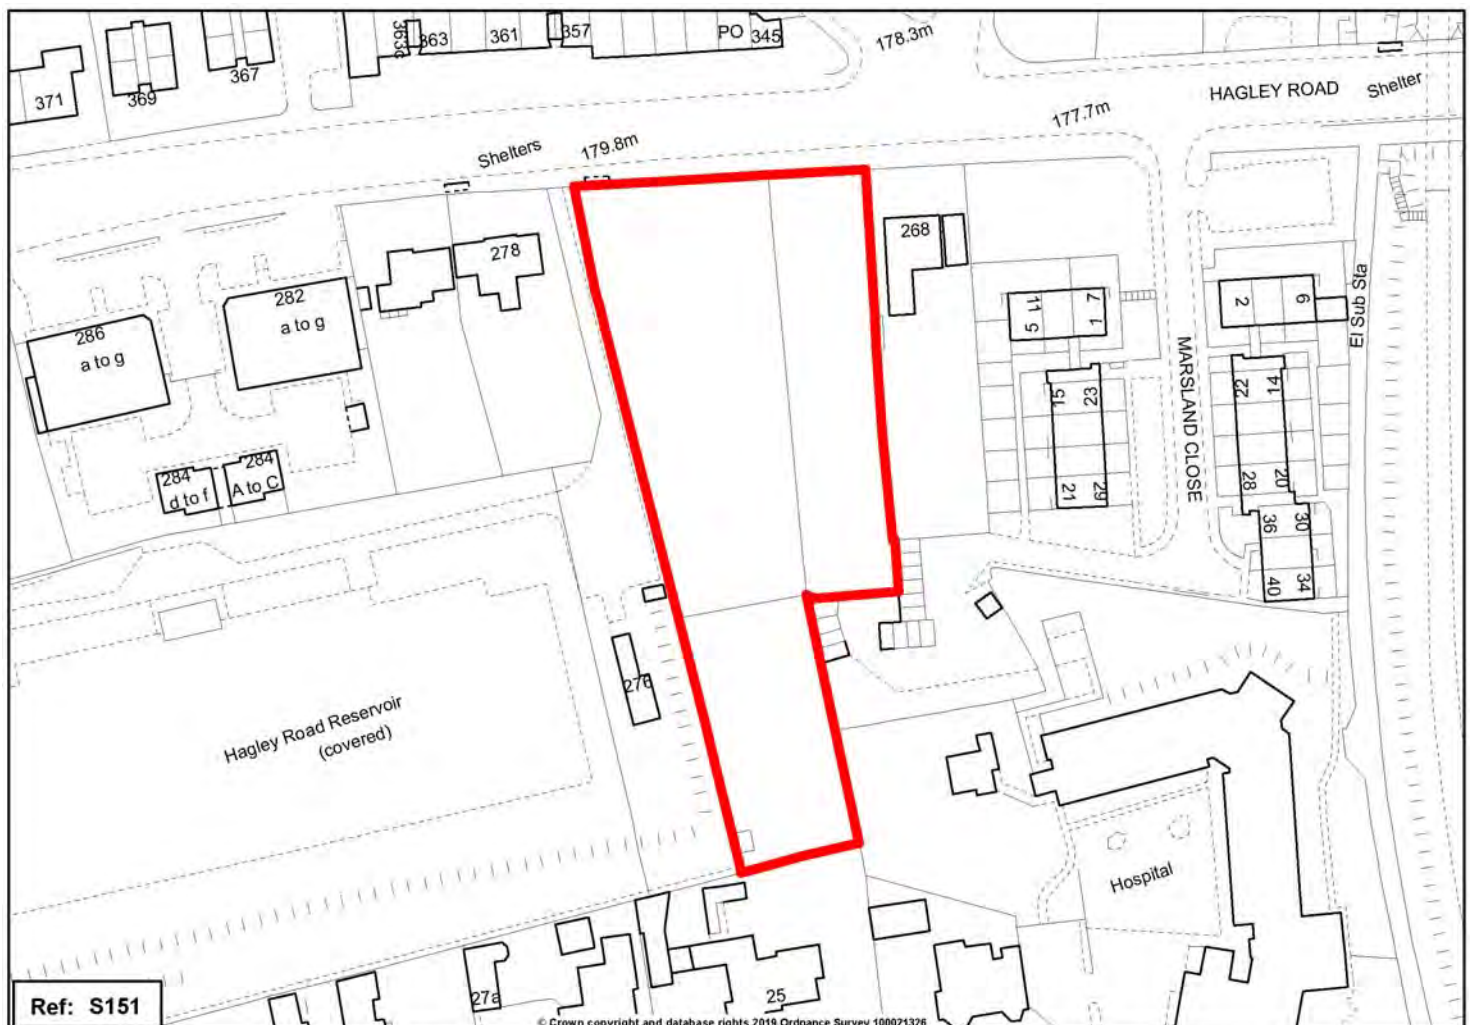 363a
363
361
357
PO
345
178.3m
371
369
367
HAGLEY ROAD
Shelter
177.7m
Shelters
179.8m
268
278
282
a to g
286
a to g
11
7
5
1
2
6
El Sub Sta
MARSLAND CLOSE
15
23
22
14
284
d to f
284
A to C
21
29
28
20
36
30
40
34
276
Hagley Road Reservoir
(covered)
Hospital
Ref: S151
27a
25
© Crown copyright and database rights 2019 Ordnance Survey 100021326